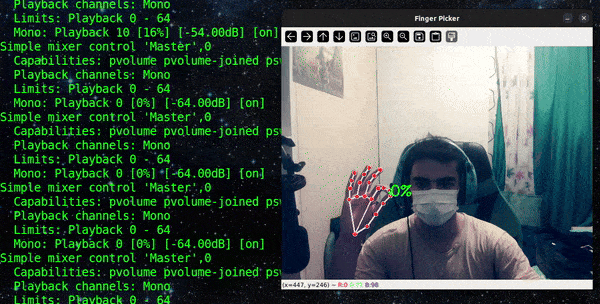 Playback channels: Mono
Limits: Playback 0 - 64
Mono: Playback 10 [16%] [-54.00dB] [on]
Simple mixer control 'Master',0
Capabilities: pvolume pvolume-joined psw
Playback channels: Mono
Limits: Playback 0 - 64
Mono: Playback 0 [0%] [-64.00dB] [on]
Simple mixer control 'Master',0
Capabilities: pvolume pvolume-joined psw
Playback channels: Mono
Limits: Playback 0 - 64
Mono: Playback 0 [0%] [-64.00dB] [on]
Simple mixer control 'Master',0
Capabilities: pvolume pvolume-joined psw
Playback channels: Mono
Limits: Playback 0 - 64
Mono: Playback 0 [0%] [-64.00dB] [on]
Simple mixer control 'Master',0
Capabilities: pvolume pvolume-joined psw
Playback channels: Mono
Limits: Playback 0 - 64
Finger Picker
0%
(x=447, y=246) ~ R:0 B:98